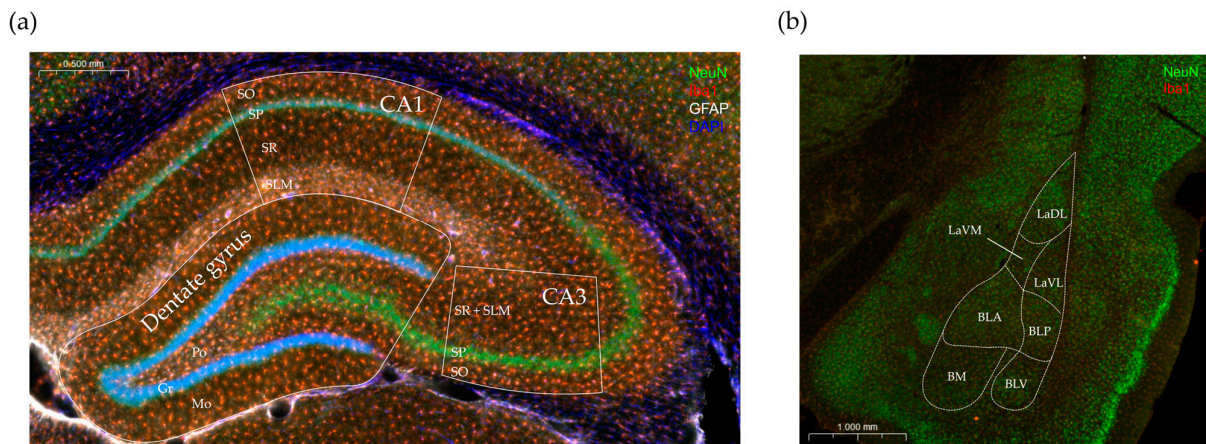 (a)
(b)
0.500 mm
NeuN
Iba1
GFAP
DAPI
SO
CA1
SP
SR
SLM
Dentate gyrus
CA3
SR + SLM
Po
SP
SO
Gr
Mo
NeuN
Iba1
LaDL
LaVM
LaVL
BLA
BLP
BM
BLV
1.000 mm